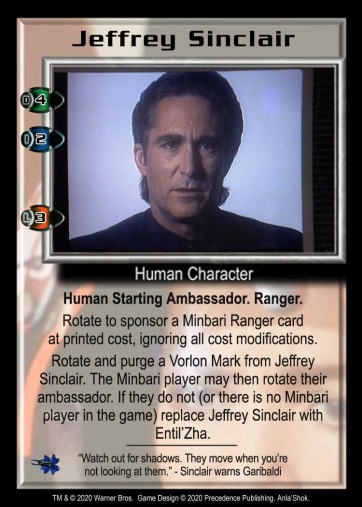 Jeffrey Sinclair
D 4
I 2
L 3
Human Character
Human Starting Ambassador. Ranger.
Rotate to sponsor a Minbari Ranger card
at printed cost, ignoring all cost modifications.
Rotate and purge a Vorlon Mark from Jeffrey
Sinclair. The Minbari player may then rotate their
ambassador. If they do not (or there is no Minbari
player in the game) replace Jeffrey Sinclair with
Entil'Zha.
“Watch out for shadows. They move when you're
not looking at them.” - Sinclair warns Garibaldi
TM & © 2020 Warner Bros. Game Design © 2020 Precedence Publishing. Anla'Shok.